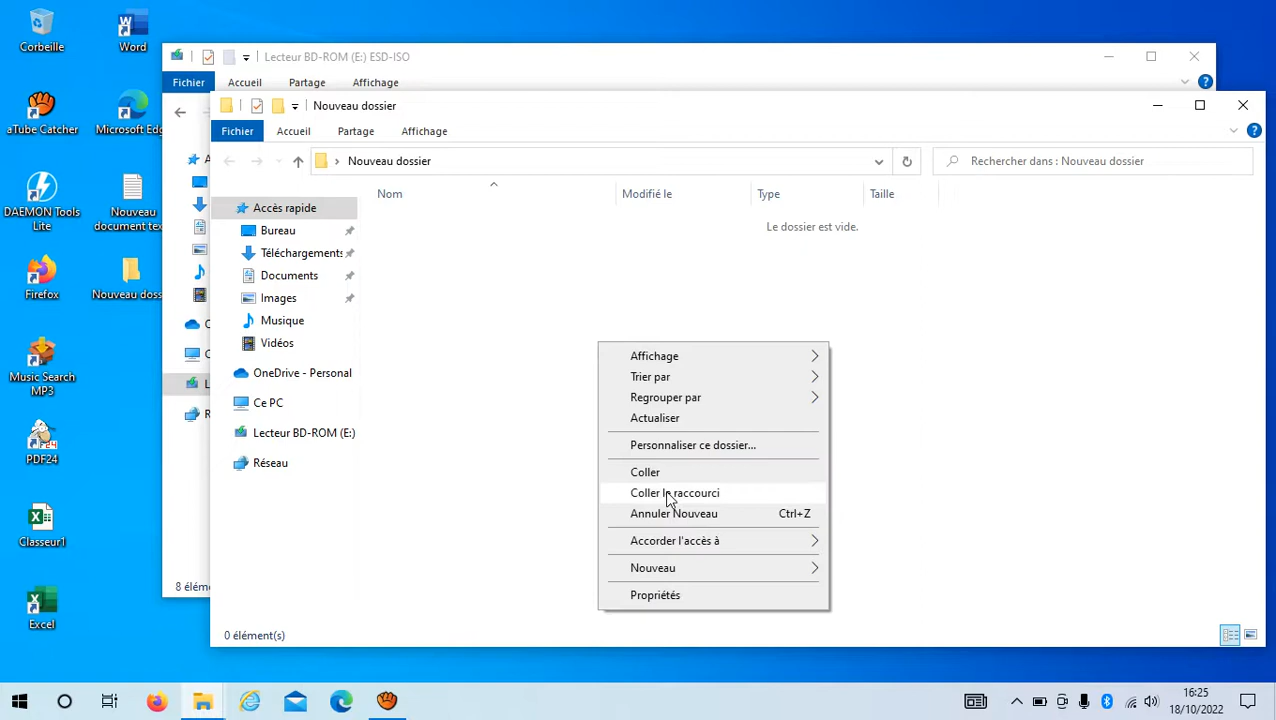 Corbeille
Word
aTube Catcher
Microsoft Edg
DAEMON Tools
Lite
Nouveau
document tex
Firefox
Nouveau doss
Music Search
MP3
PDF24
Classeur1
Excel
Lecteur BD-ROM (E:) ESD-ISO
Fichier
Accueil
Partage
Affichage
8 élém
Nouveau dossier
Fichier
Accueil
Partage
Affichage
Nouveau dossier
Rechercher dans : Nouveau dossier
Nom
Modifié le
Type
Taille
Le dossier est vide.
Accès rapide
Bureau
Téléchargements
Documents
Images
Musique
Vidéos
OneDrive - Personal
Ce PC
Lecteur BD-ROM (E:)
Réseau
Affichage
Trier par
Regrouper par
Actualiser
Personnaliser ce dossier...
Coller
Coller le raccourci
Annuler Nouveau Ctrl+Z
Accorder l'accès à
Nouveau
Propriétés
0 élément(s)
16:25
18/10/2022